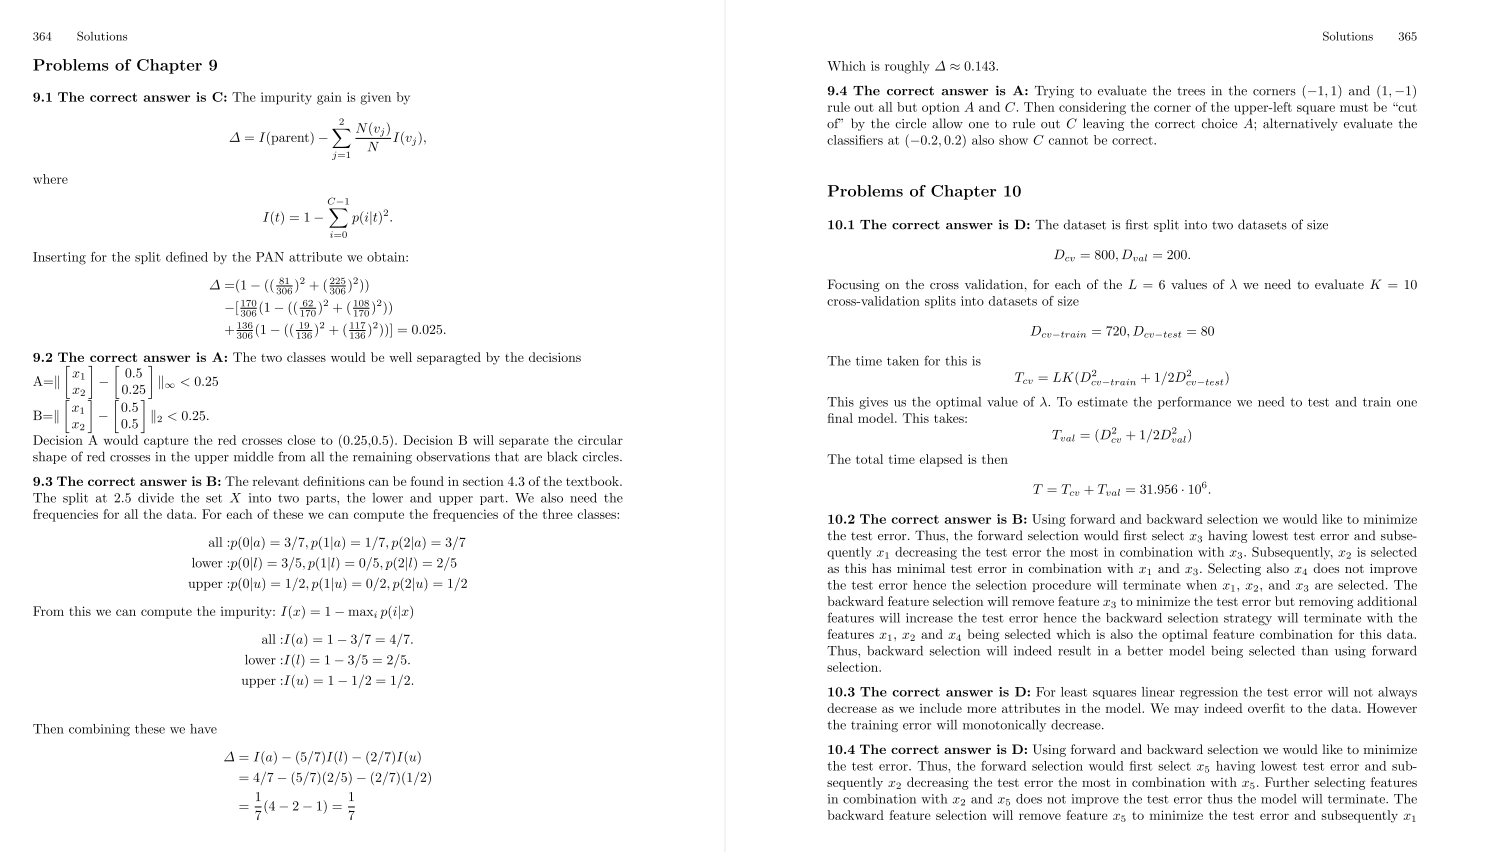 364 Solutions
Problems of Chapter 9
9.1 The correct answer is C: The impurity gain is given by
Δ = I(parent) − ∑_{j=1}^{2} \frac{N(v_j)}{N} I(v_j),
where
I(t) = 1 − ∑_{i=0}^{C−1} p(i|t)².
Inserting for the split defined by the PAN attribute we obtain:
Δ =(1 − ((\frac{81}{306})² + (\frac{225}{306})²))
−[\frac{170}{306}(1 − ((\frac{62}{170})² + (\frac{108}{170})²))
+\frac{136}{306}(1 − ((\frac{19}{136})² + (\frac{117}{136})²))] = 0.025.
9.2 The correct answer is A: The two classes would be well separagted by the decisions
A=‖ [x₁ x₂] − [0.5 0.25] ‖∞ < 0.25
B=‖ [x₁ x₂] − [0.5 0.5] ‖₂ < 0.25.
Decision A would capture the red crosses close to (0.25,0.5). Decision B will separate the circular
shape of red crosses in the upper middle from all the remaining observations that are black circles.
9.3 The correct answer is B: The relevant definitions can be found in section 4.3 of the textbook.
The split at 2.5 divide the set X into two parts, the lower and upper part. We also need the
frequencies for all the data. For each of these we can compute the frequencies of the three classes:
all :p(0|a) = 3/7, p(1|a) = 1/7, p(2|a) = 3/7
lower :p(0|l) = 3/5, p(1|l) = 0/5, p(2|l) = 2/5
upper :p(0|u) = 1/2, p(1|u) = 0/2, p(2|u) = 1/2
From this we can compute the impurity: I(x) = 1 − maxᵢ p(i|x)
all :I(a) = 1 − 3/7 = 4/7.
lower :I(l) = 1 − 3/5 = 2/5.
upper :I(u) = 1 − 1/2 = 1/2.
Then combining these we have
Δ = I(a) − (5/7)I(l) − (2/7)I(u)
= 4/7 − (5/7)(2/5) − (2/7)(1/2)
= \frac{1}{7}(4 − 2 − 1) = \frac{1}{7}
Solutions 365
Which is roughly Δ ≈ 0.143.
9.4 The correct answer is A: Trying to evaluate the trees in the corners (−1, 1) and (1, −1)
rule out all but option A and C. Then considering the corner of the upper-left square must be “cut
of” by the circle allow one to rule out C leaving the correct choice A; alternatively evaluate the
classifiers at (−0.2, 0.2) also show C cannot be correct.
Problems of Chapter 10
10.1 The correct answer is D: The dataset is first split into two datasets of size
D_{cv} = 800, D_{val} = 200.
Focusing on the cross validation, for each of the L = 6 values of λ we need to evaluate K = 10
cross-validation splits into datasets of size
D_{cv−train} = 720, D_{cv−test} = 80
The time taken for this is
T_{cv} = LK(D²_{cv−train} + 1/2D²_{cv−test})
This gives us the optimal value of λ. To estimate the performance we need to test and train one
final model. This takes:
T_{val} = (D²_{cv} + 1/2D²_{val})
The total time elapsed is then
T = T_{cv} + T_{val} = 31.956 · 10⁶.
10.2 The correct answer is B: Using forward and backward selection we would like to minimize
the test error. Thus, the forward selection would first select x₃ having lowest test error and subse-
quently x₁ decreasing the test error the most in combination with x₃. Subsequently, x₂ is selected
as this has minimal test error in combination with x₁ and x₃. Selecting also x₄ does not improve
the test error hence the selection procedure will terminate when x₁, x₂, and x₃ are selected. The
backward feature selection will remove feature x₃ to minimize the test error but removing additional
features will increase the test error hence the backward selection strategy will terminate with the
features x₁, x₂ and x₄ being selected which is also the optimal feature combination for this data.
Thus, backward selection will indeed result in a better model being selected than using forward
selection.
10.3 The correct answer is D: For least squares linear regression the test error will not always
decrease as we include more attributes in the model. We may indeed overfit to the data. However
the training error will monotonically decrease.
10.4 The correct answer is D: Using forward and backward selection we would like to minimize
the test error. Thus, the forward selection would first select x₅ having lowest test error and sub-
sequently x₂ decreasing the test error the most in combination with x₅. Further selecting features
in combination with x₂ and x₅ does not improve the test error thus the model will terminate. The
backward feature selection will remove feature x₅ to minimize the test error and subsequently x₁